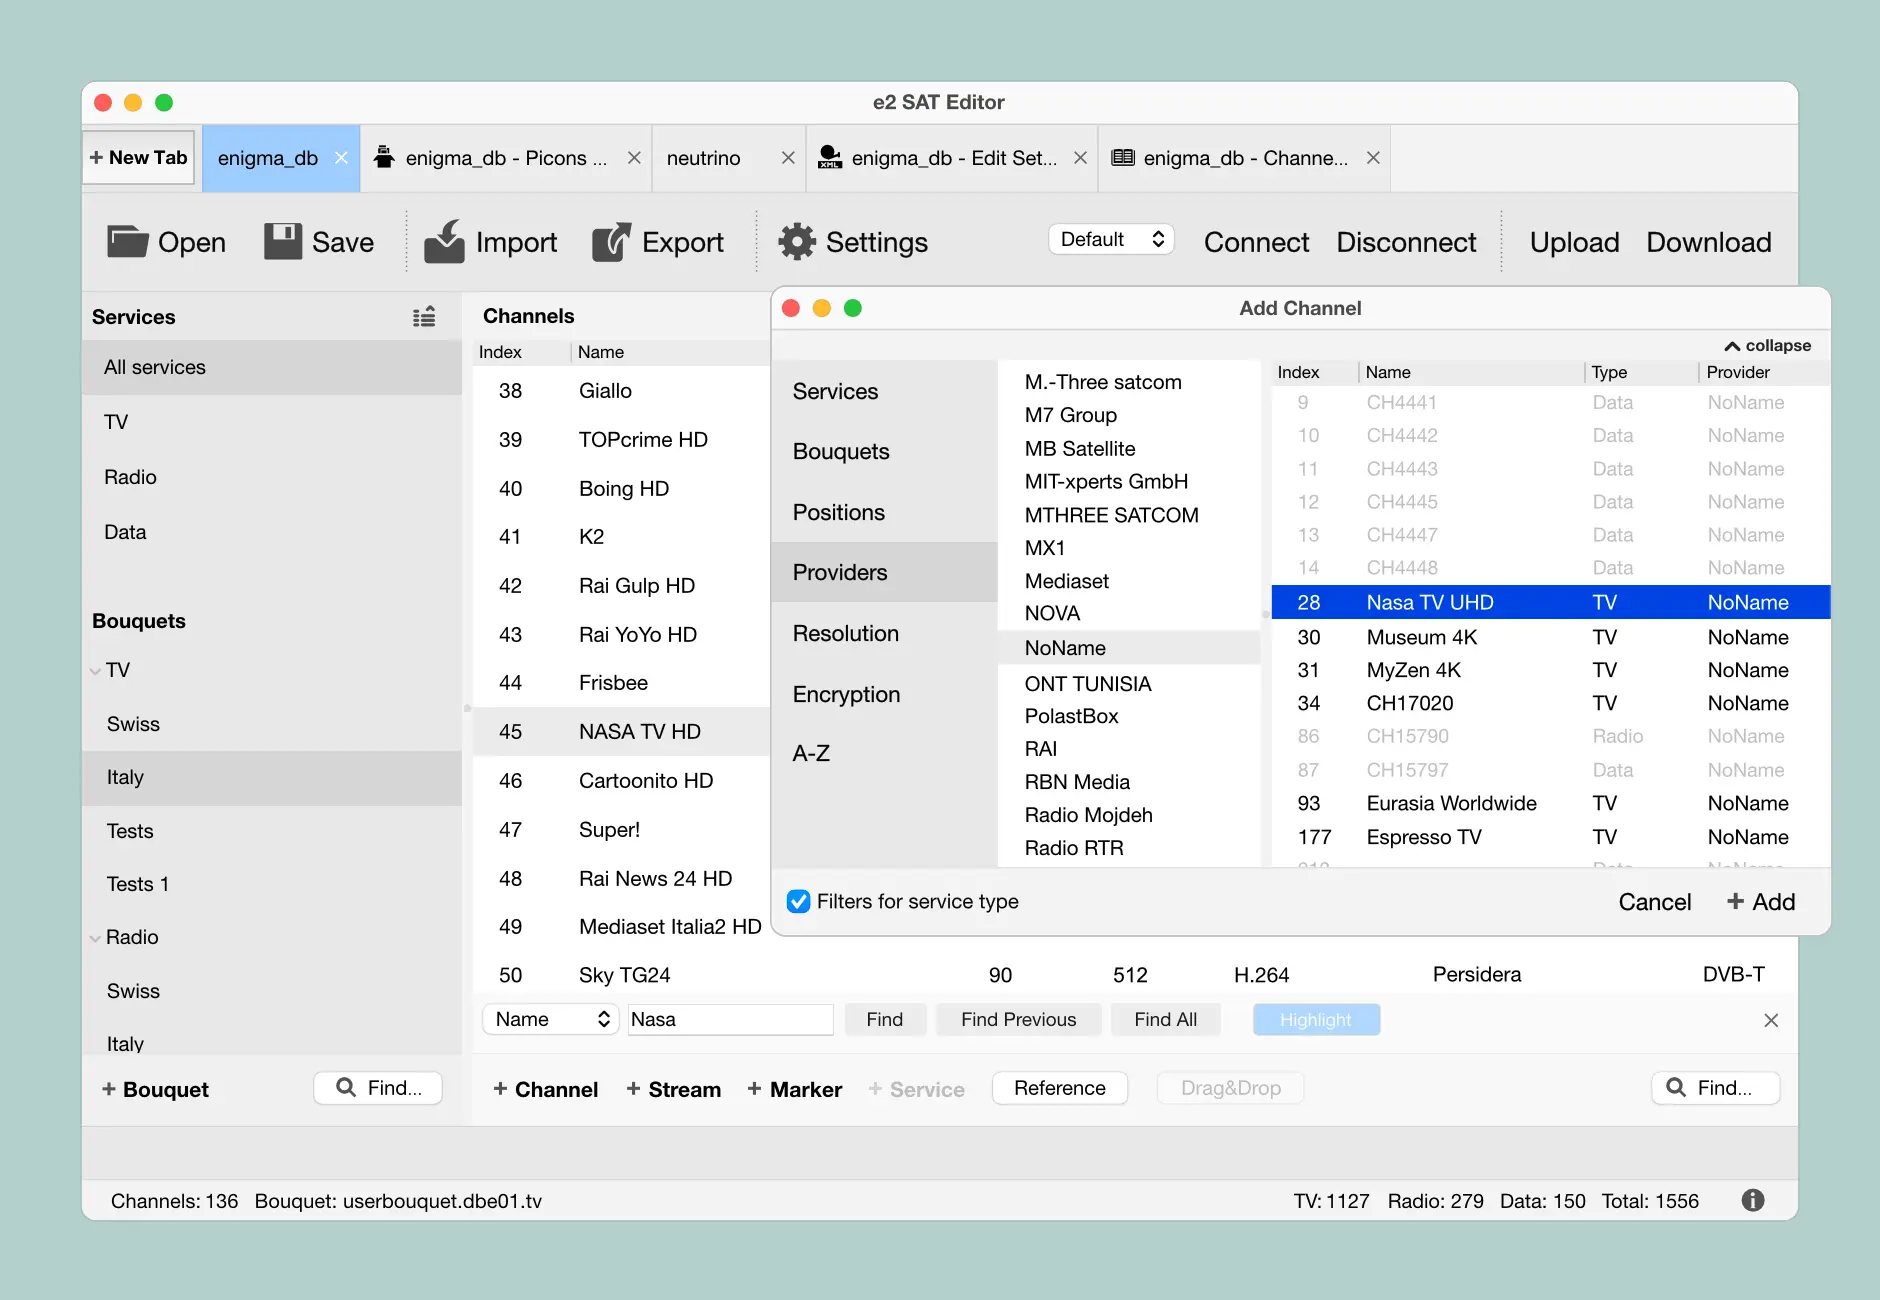 e2 SAT Editor
+ New Tab
enigma_db
enigma_db - Picons ...
neutrino
XML
enigma_db - Edit Set...
enigma_db - Channe...
Open
Save
Import
Export
Settings
Default
Connect
Disconnect
Upload
Download
Services
All services
TV
Radio
Data
Bouquets
TV
Swiss
Italy
Tests
Tests 1
Radio
Swiss
Italy
+ Bouquet
Find...
Channels
Index Name
38 Giallo
39 TOPcrime HD
40 Boing HD
41 K2
42 Rai Gulp HD
43 Rai YoYo HD
44 Frisbee
45 NASA TV HD
46 Cartoonito HD
47 Super!
48 Rai News 24 HD
49 Mediaset Italia2 HD
50 Sky TG24 90 512 H.264 Persidera DVB-T
Name
Nasa
Find
Find Previous
Find All
Highlight
+ Channel
+ Stream
+ Marker
+ Service
Reference
Drag&Drop
Find...
Add Channel
collapse
Services
Bouquets
Positions
Providers
Resolution
Encryption
A-Z
M.-Three satcom
M7 Group
MB Satellite
MIT-xperts GmbH
MTHREE SATCOM
MX1
Mediaset
NOVA
NoName
ONT TUNISIA
PolastBox
RAI
RBN Media
Radio Mojdeh
Radio RTR
Index Name Type Provider
9 CH4441 Data NoName
10 CH4442 Data NoName
11 CH4443 Data NoName
12 CH4445 Data NoName
13 CH4447 Data NoName
14 CH4448 Data NoName
28 Nasa TV UHD TV NoName
30 Museum 4K TV NoName
31 MyZen 4K TV NoName
34 CH17020 TV NoName
86 CH15790 Radio NoName
87 CH15797 Data NoName
93 Eurasia Worldwide TV NoName
177 Espresso TV TV NoName
Data NoName
Filters for service type
Cancel
+ Add
Channels: 136 Bouquet: userbouquet.dbe01.tv
TV: 1127 Radio: 279 Data: 150 Total: 1556